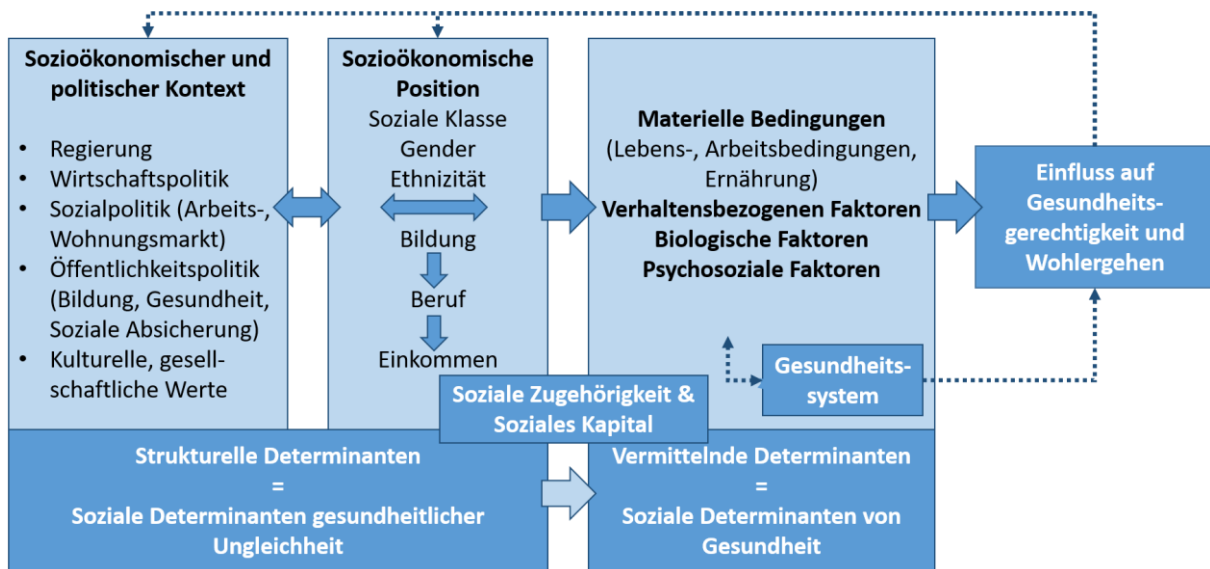 Sozioökonomischer und
politischer Kontext
• Regierung
• Wirtschaftspolitik
• Sozialpolitik (Arbeits-,
Wohnungsmarkt)
• Öffentlichkeitspolitik
(Bildung, Gesundheit,
Soziale Absicherung)
• Kulturelle, gesell-
schaftliche Werte
Sozioökonomische
Position
Soziale Klasse
Gender
Ethnizität
Bildung
Beruf
Einkommen
Materielle Bedingungen
(Lebens-, Arbeitsbedingungen,
Ernährung)
Verhaltensbezogenen Faktoren
Biologische Faktoren
Psychosoziale Faktoren
Gesundheits-
system
Einfluss auf
Gesundheits-
gerechtigkeit und
Wohlergehen
Soziale Zugehörigkeit &
Soziales Kapital
Strukturelle Determinanten
=
Soziale Determinanten gesundheitlicher
Ungleichheit
Vermittelnde Determinanten
=
Soziale Determinanten von
Gesundheit